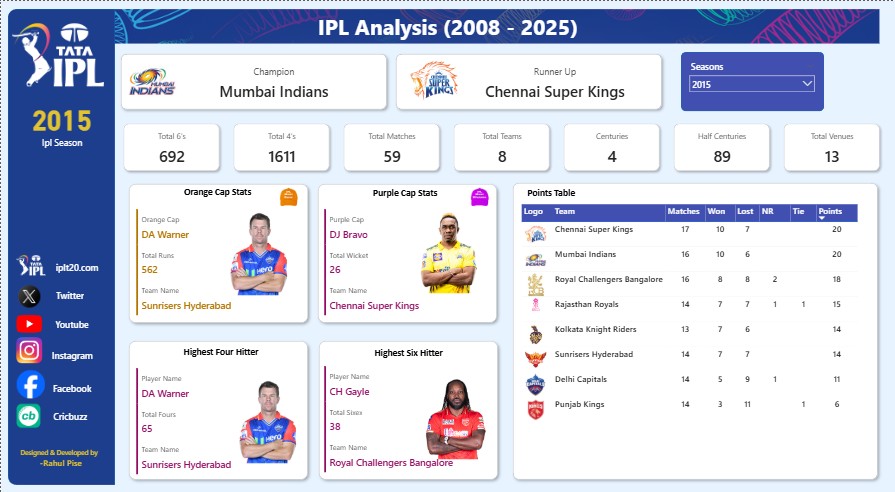 IPL Analysis (2008 - 2025)
TATA
IPL
2015
Ipl Season
MUMBAI
INDIANS
Champion
Mumbai Indians
CHENNAI
SUPER
KINGS
Runner Up
Chennai Super Kings
Seasons
2015
Total 6's
692
Total 4's
1611
Total Matches
59
Total Teams
8
Centuries
4
Half Centuries
89
Total Venues
13
Orange Cap Stats
Orange Cap
DA Warner
Total Runs
562
Team Name
Sunrisers Hyderabad
Purple Cap Stats
Purple Cap
DJ Bravo
Total Wicket
26
Team Name
Chennai Super Kings
Highest Four Hitter
Player Name
DA Warner
Total Fours
65
Team Name
Sunrisers Hyderabad
Highest Six Hitter
Player Name
CH Gayle
Total Sixex
38
Team Name
Royal Challengers Bangalore
Points Table
Logo Team Matches Won Lost NR Tie Points
Chennai Super Kings 17 10 7 20
Mumbai Indians 16 10 6 20
Royal Challengers Bangalore 16 8 8 2 18
Rajasthan Royals 14 7 7 1 1 15
Kolkata Knight Riders 13 7 6 14
Sunrisers Hyderabad 14 7 7 14
Delhi Capitals 14 5 9 1 11
Punjab Kings 14 3 11 1 6
TATA
IPL
iplt20.com
Twitter
Youtube
Instagram
Facebook
cb
Cricbuzz
Designed & Developed by
-Rahul Pise